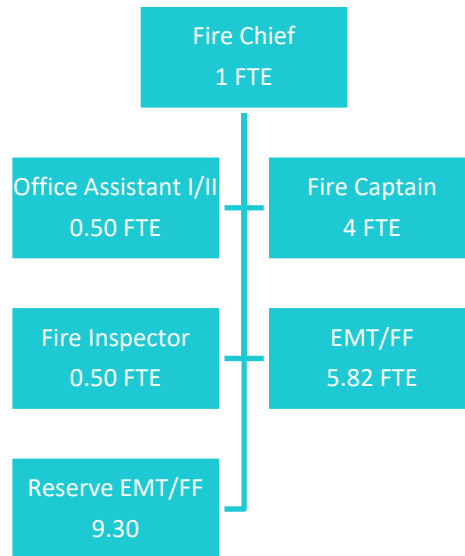 Fire Chief
1 FTE
Office Assistant I/II
0.50 FTE
Fire Captain
4 FTE
Fire Inspector
0.50 FTE
EMT/FF
5.82 FTE
Reserve EMT/FF
9.30